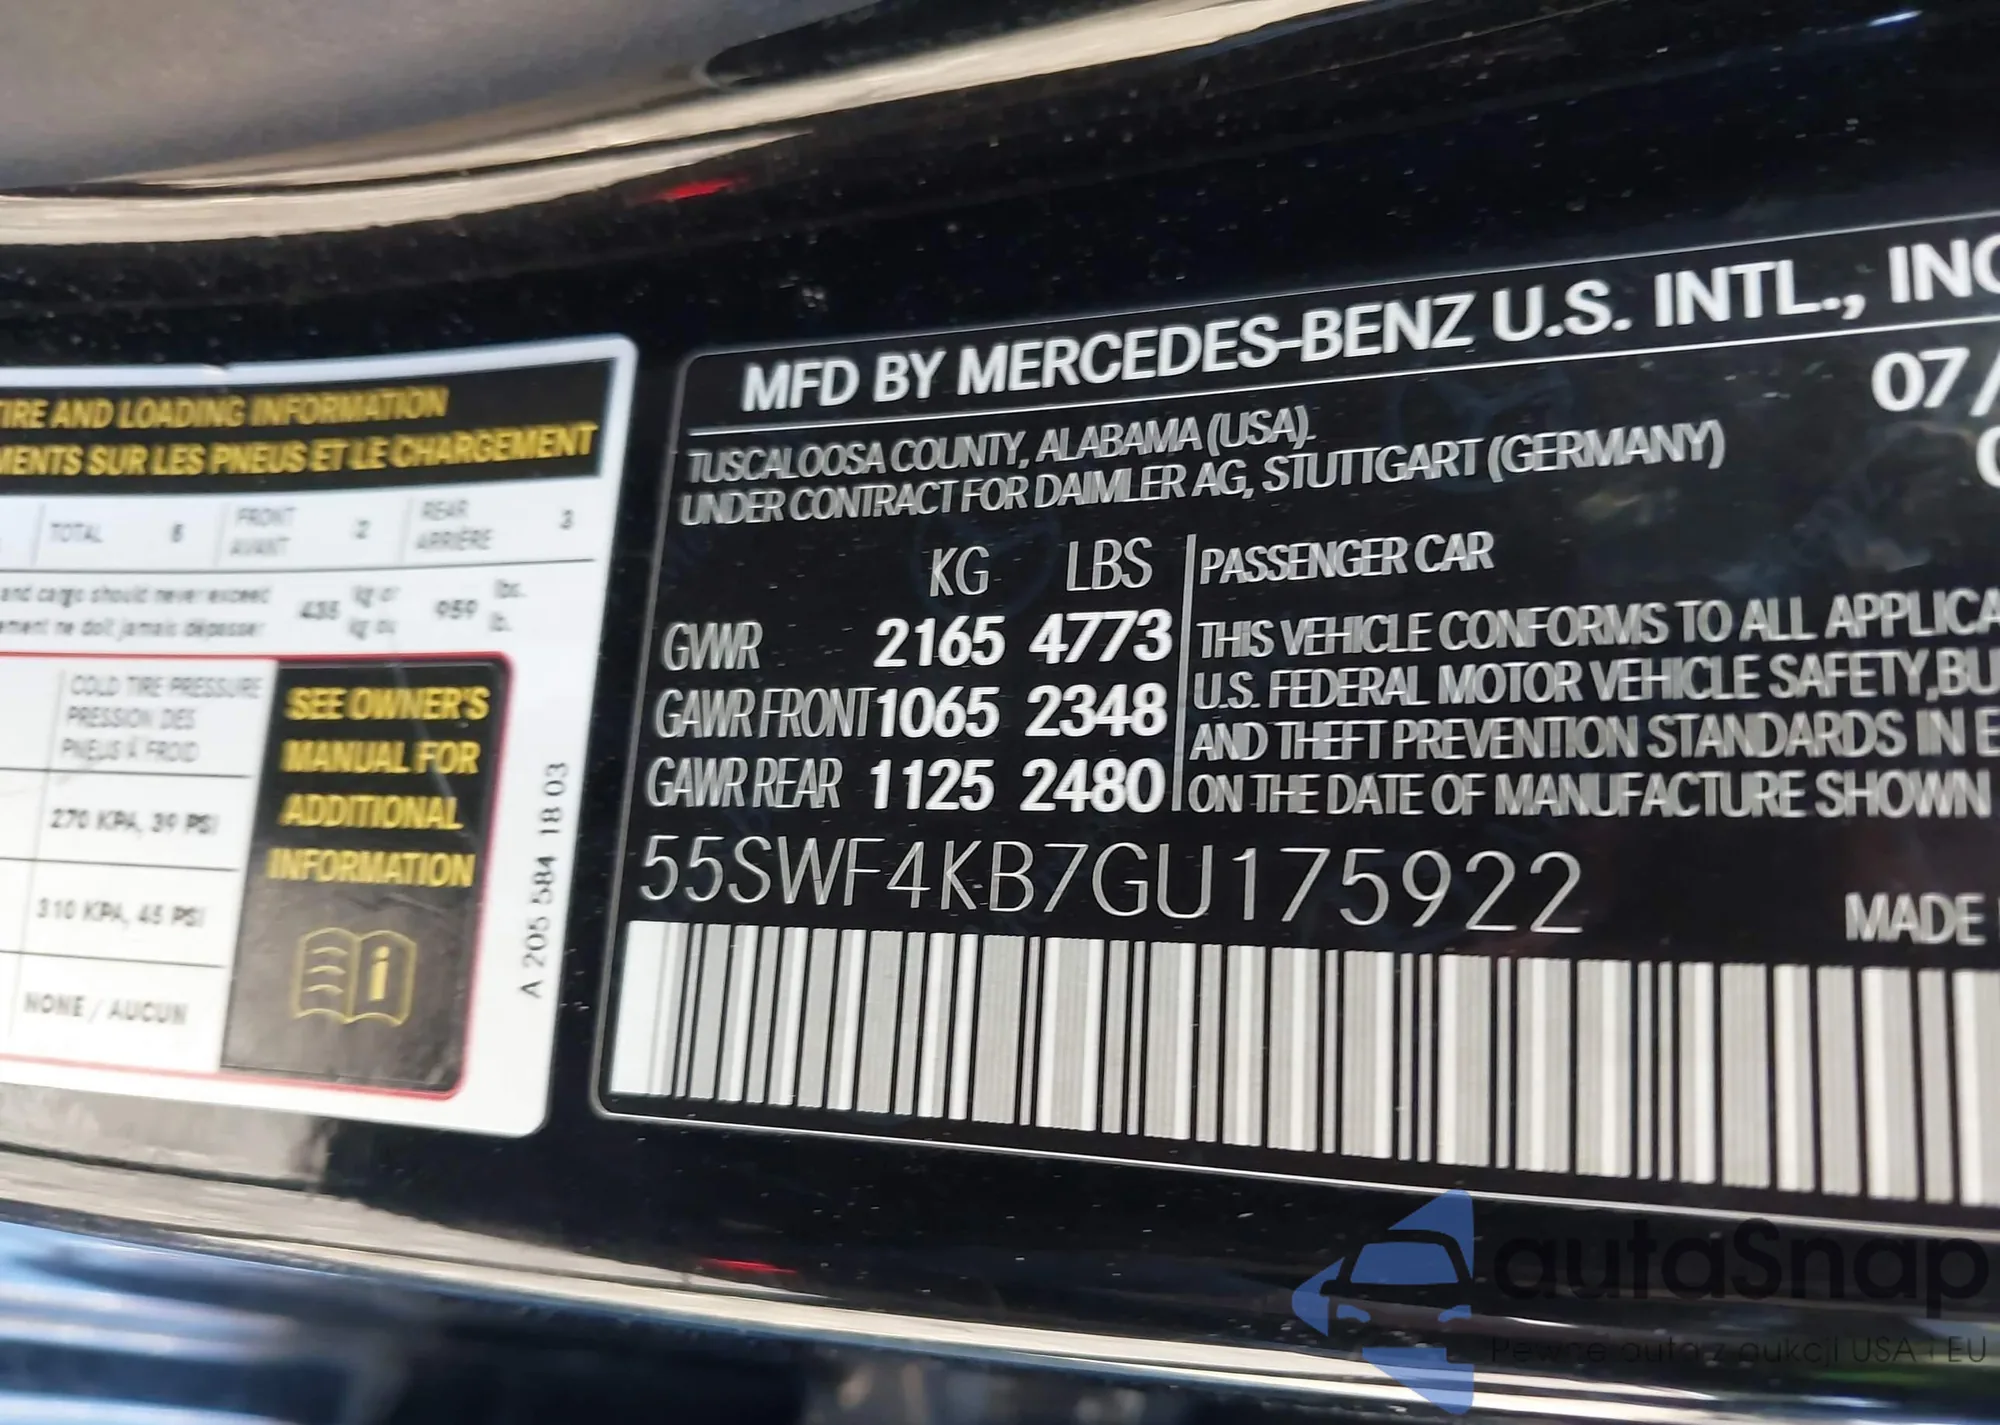 TIRE AND LOADING INFORMATION
MENTS SUR LES PNEUS ET LE CHARGEMENT
TOTAL 5 FRONT AVANT 2 REAR ARRIÈRE 3
and cargo should never exceed 435 kg or 959 lbs.
ment ne doit jamais dépasser kg ou lb.
COLD TIRE PRESSURE
PRESSION DES
PNEUS À FROID
270 KPA, 39 PSI
310 KPA, 45 PSI
NONE / AUCUN
SEE OWNER'S
MANUAL FOR
ADDITIONAL
INFORMATION
A 205 584 18 03
MFD BY MERCEDES-BENZ U.S. INTL., INC
07/
TUSCALOOSA COUNTY, ALABAMA (USA)
UNDER CONTRACT FOR DAIMLER AG, STUTTGART (GERMANY)
KG LBS
GVWR 2165 4773
GAWR FRONT 1065 2348
GAWR REAR 1125 2480
PASSENGER CAR
THIS VEHICLE CONFORMS TO ALL APPLICA
U.S. FEDERAL MOTOR VEHICLE SAFETY, BU
AND THEFT PREVENTION STANDARDS IN E
ON THE DATE OF MANUFACTURE SHOWN
55SWF4KB7GU175922
MADE
autaSnap
Pewne auta z aukcji USA i EU